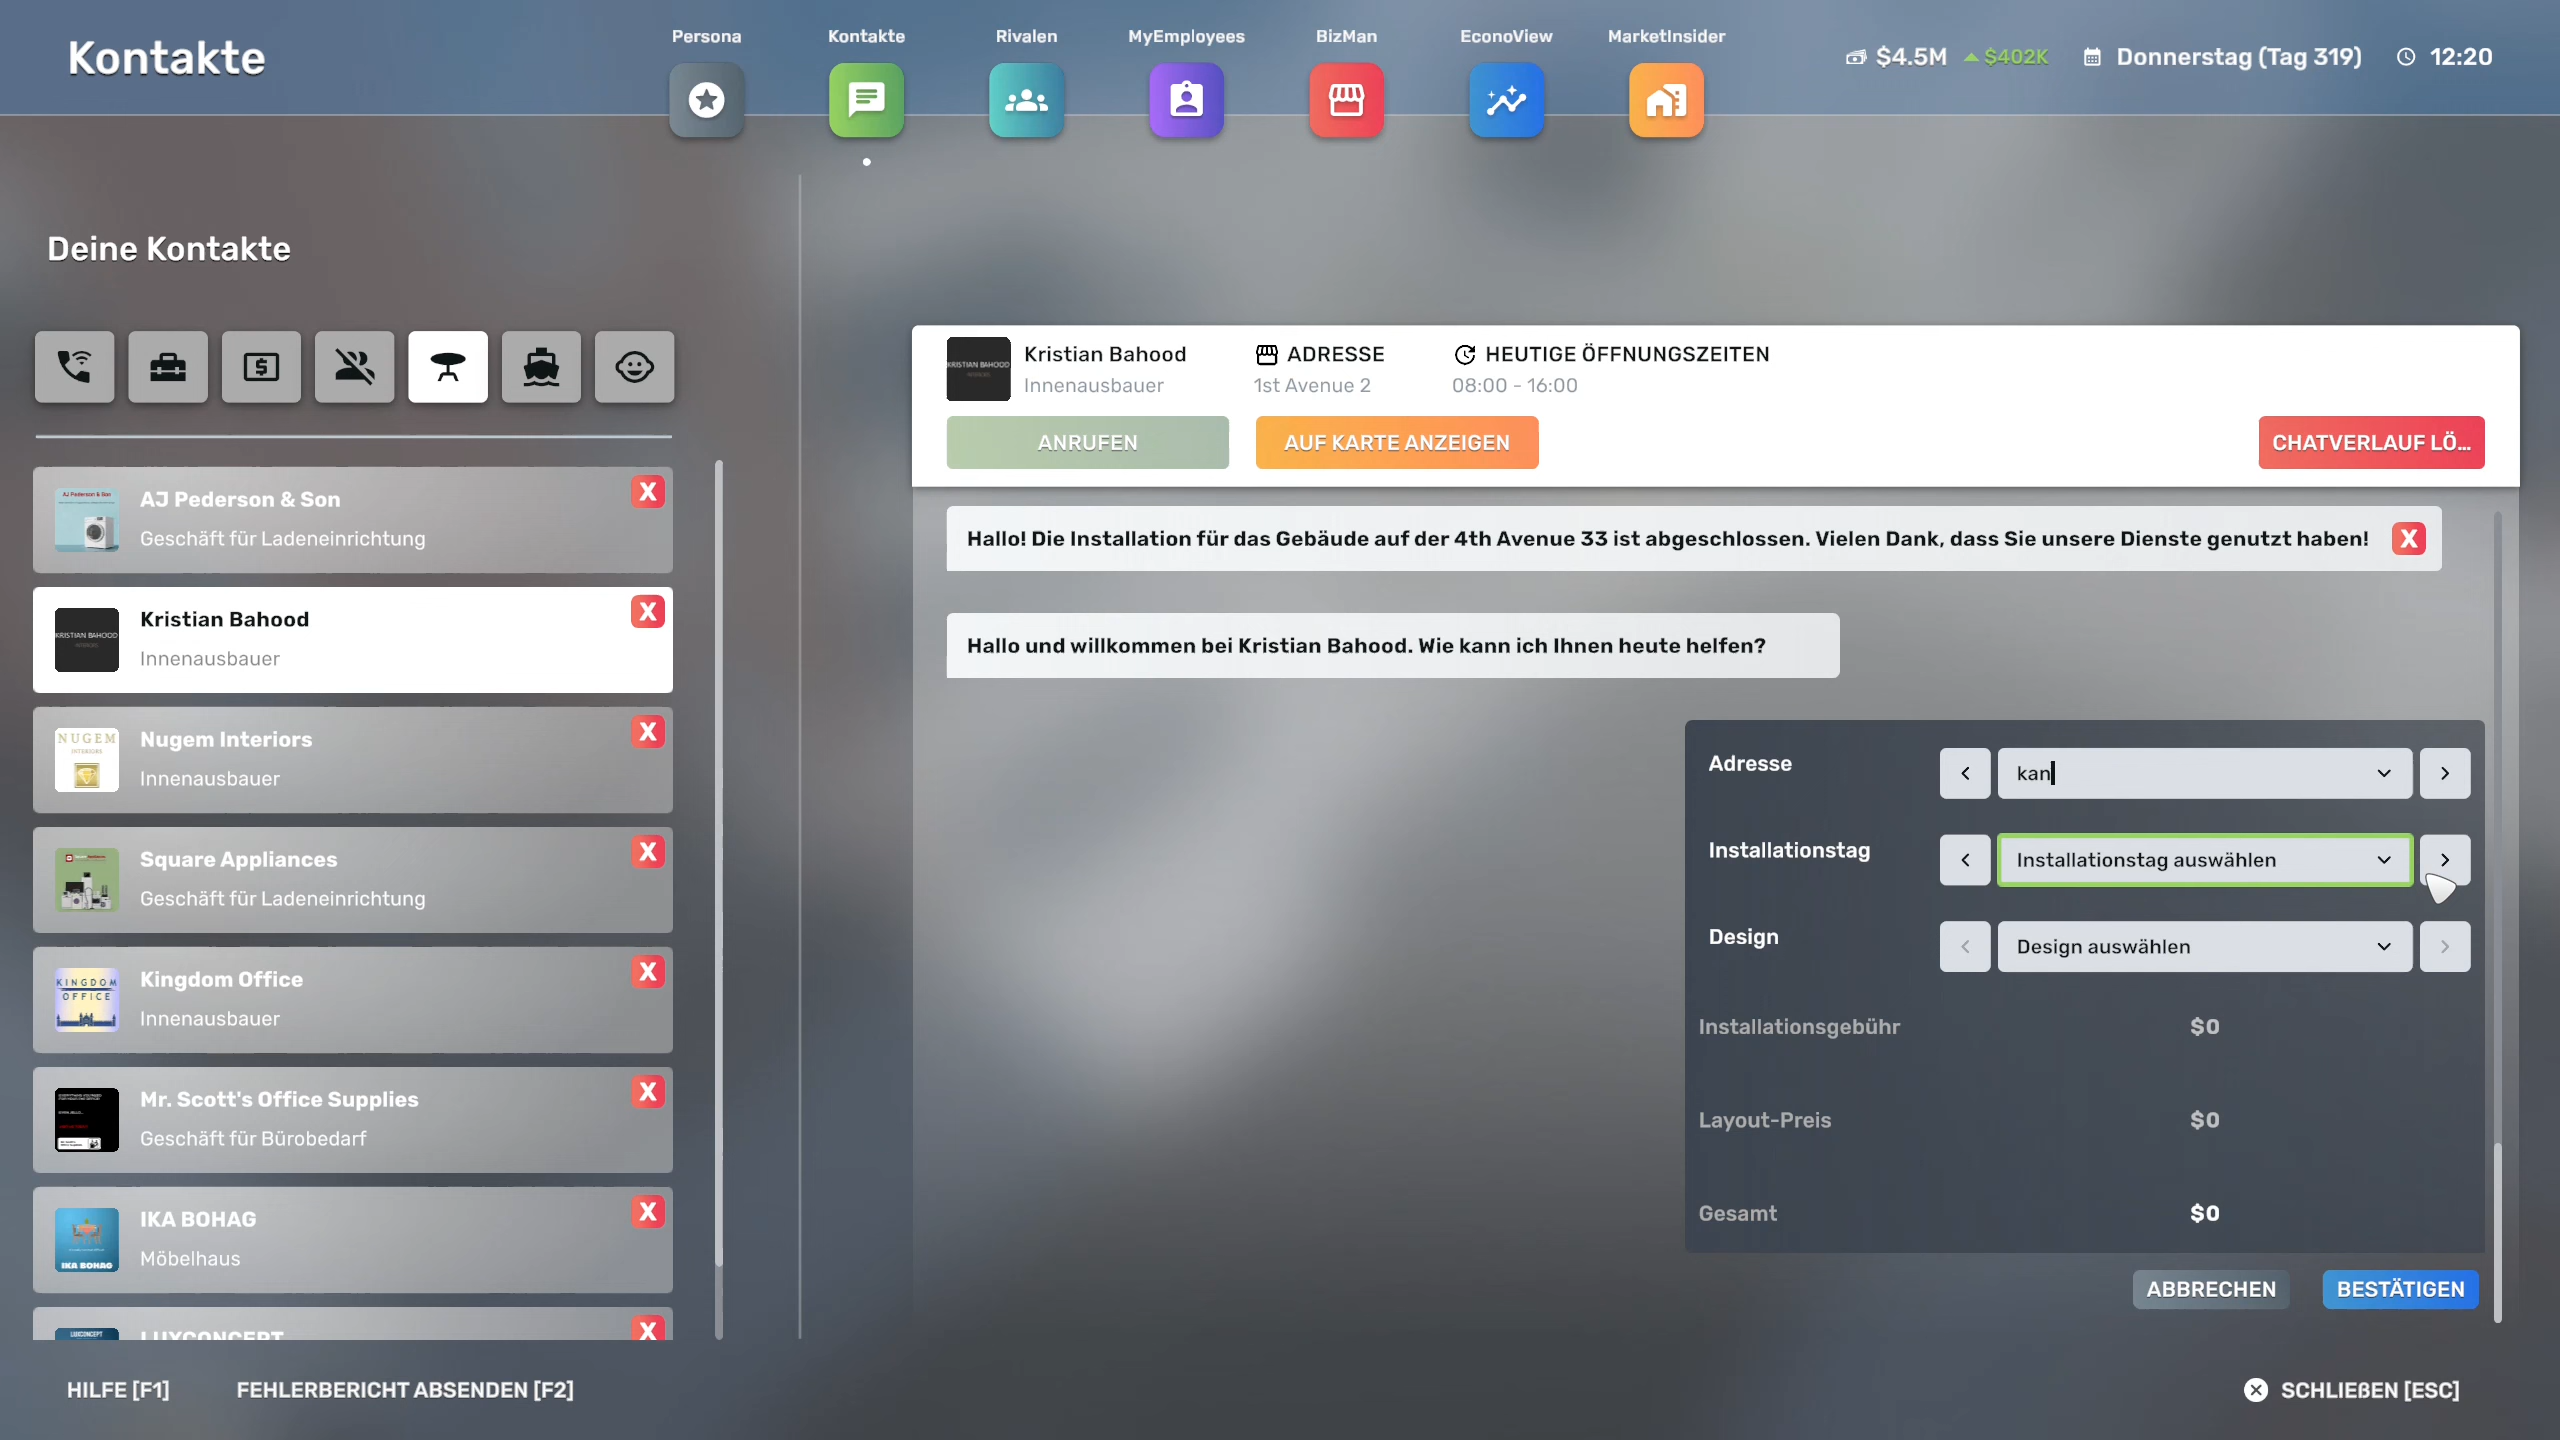 Kontakte
Persona
Kontakte
Rivalen
MyEmployees
BizMan
EconoView
MarketInsider
$4.5M
$402K
Donnerstag (Tag 319)
12:20
Deine Kontakte
AJ Pederson & Son
Geschäft für Ladeneinrichtung
X
Kristian Bahood
Innenausbauer
X
Nugem Interiors
Innenausbauer
X
Square Appliances
Geschäft für Ladeneinrichtung
X
Kingdom Office
Innenausbauer
X
Mr. Scott's Office Supplies
Geschäft für Bürobedarf
X
IKA BOHAG
Möbelhaus
X
LUXCONCEPT
X
Kristian Bahood
Innenausbauer
ADRESSE
1st Avenue 2
HEUTIGE ÖFFNUNGSZEITEN
08:00 - 16:00
ANRUFEN
AUF KARTE ANZEIGEN
CHATVERLAUF LÖ...
Hallo! Die Installation für das Gebäude auf der 4th Avenue 33 ist abgeschlossen. Vielen Dank, dass Sie unsere Dienste genutzt haben!
X
Hallo und willkommen bei Kristian Bahood. Wie kann ich Ihnen heute helfen?
Adresse
kan
Installationstag
Installationstag auswählen
Design
Design auswählen
Installationsgebühr
$0
Layout-Preis
$0
Gesamt
$0
ABBRECHEN
BESTÄTIGEN
HILFE [F1]
FEHLERBERICHT ABSENDEN [F2]
SCHLIEẞEN [ESC]